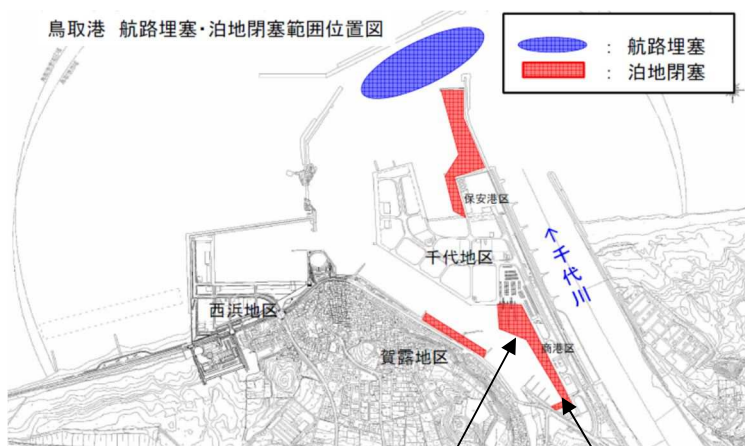 鳥取港 航路埋塞・泊地閉塞範囲位置図
： 航路埋塞
： 泊地閉塞
保安港区
千代地区
←千代川
西浜地区
賀露地区
商港区